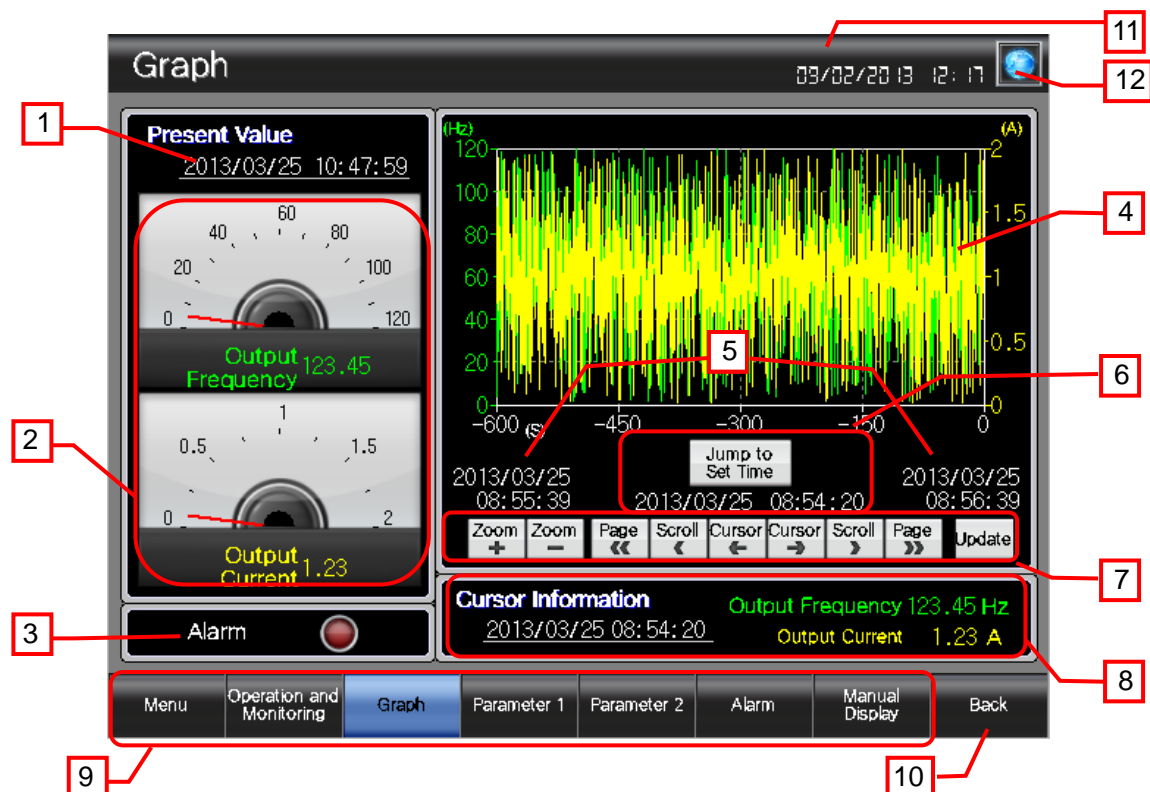 11
Graph
09/02/2013 12:17
12
1
Present Value
2013/03/25 10:47:59
60
40 80
20 100
0 120
Output 123.45
Frequency
2
1
0.5 1.5
0 2
Output 1.23
Current
3
Alarm
(Hz) (A)
120 2
100
1.5
80
4
60 1
40
0.5
20
5
6
0 0
-600 (S) -450 -300 -150 0
Jump to
Set Time
2013/03/25 2013/03/25
08:55:39 2013/03/25 08:54:20 08:56:39
Zoom + Zoom - Page « Scroll ‹ Cursor ← Cursor → Scroll › Page » Update
7
Cursor Information
2013/03/25 08:54:20
Output Frequency 123.45 Hz
Output Current 1.23 A
8
Menu
Operation and
Monitoring
Graph
Parameter 1
Parameter 2
Alarm
Manual
Display
Back
9
10